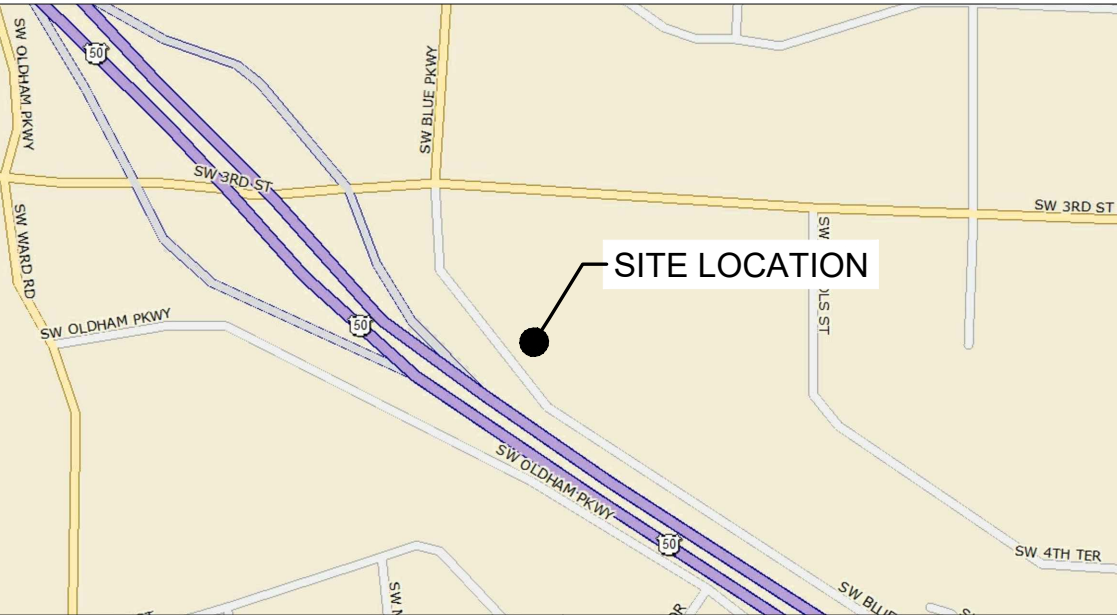 SW OLDHAM PKWY
50
SW BLUE PKWY
SW 3RD ST
SW 3RD ST
SW WARD RD
SITE LOCATION
SW OLDHAM PKWY
50
SW OLDHAM PKWY
50
SW 4TH TER